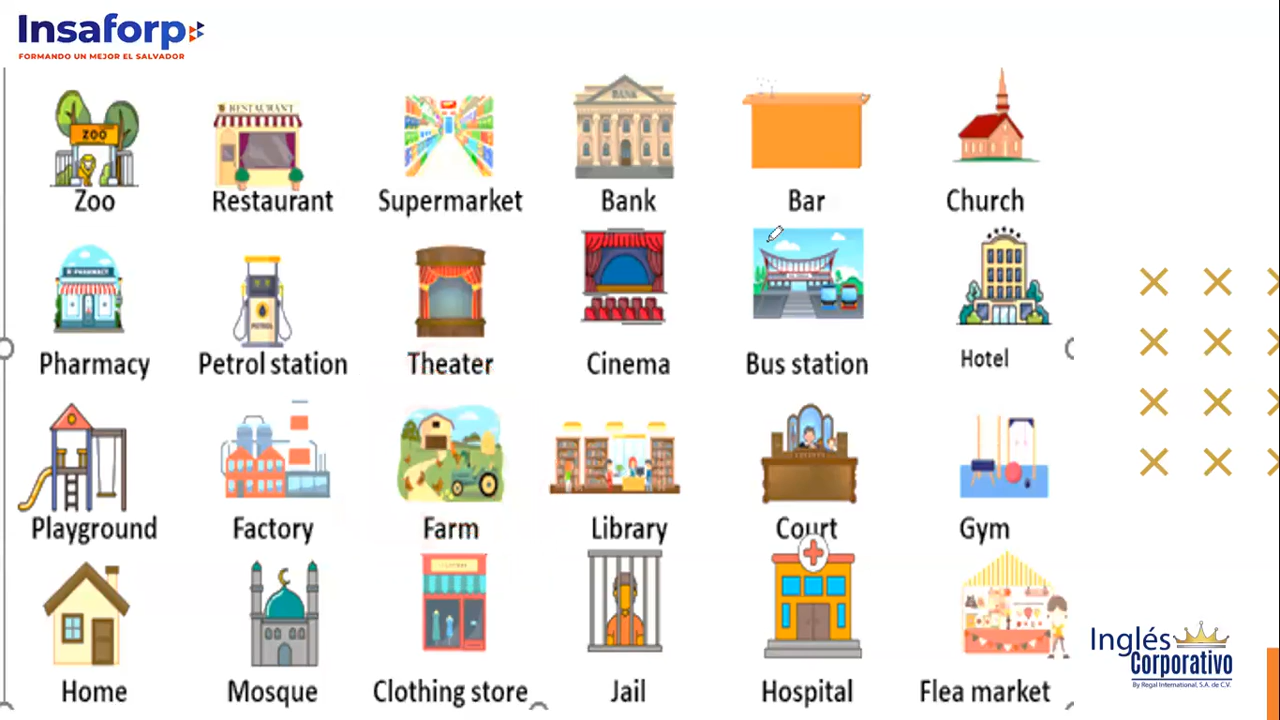 Insaforp
FORMANDO UN MEJOR EL SALVADOR
ZOO
RESTAURANT
BANK
Zoo
Restaurant
Supermarket
Bank
Bar
Church
PHARMACY
PETROL
Pharmacy
Petrol station
Theater
Cinema
Bus station
Hotel
Playground
Factory
Farm
Library
Court
Gym
Home
Mosque
Clothing store
Jail
Hospital
Flea market
Inglés
Corporativo
By Regal International, S.A. de C.V.